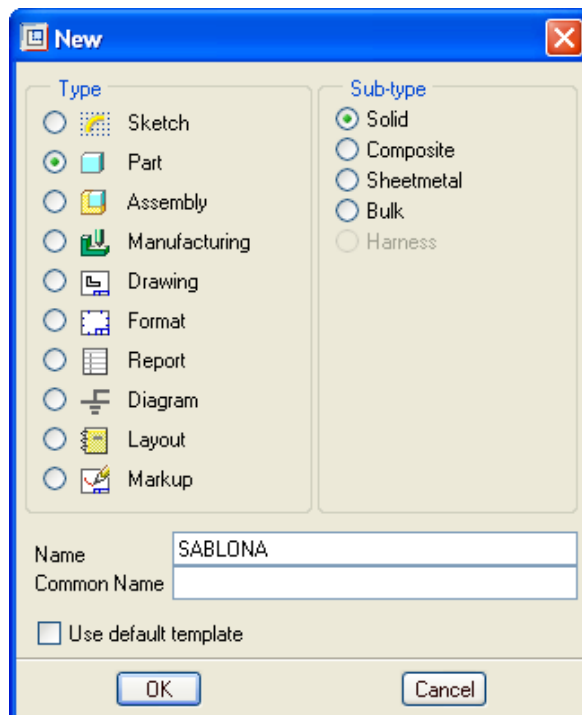 New
Type
Sketch
Part
Assembly
Manufacturing
Drawing
Format
Report
Diagram
Layout
Markup
Sub-type
Solid
Composite
Sheetmetal
Bulk
Harness
Name SABLONA
Common Name
Use default template
OK Cancel